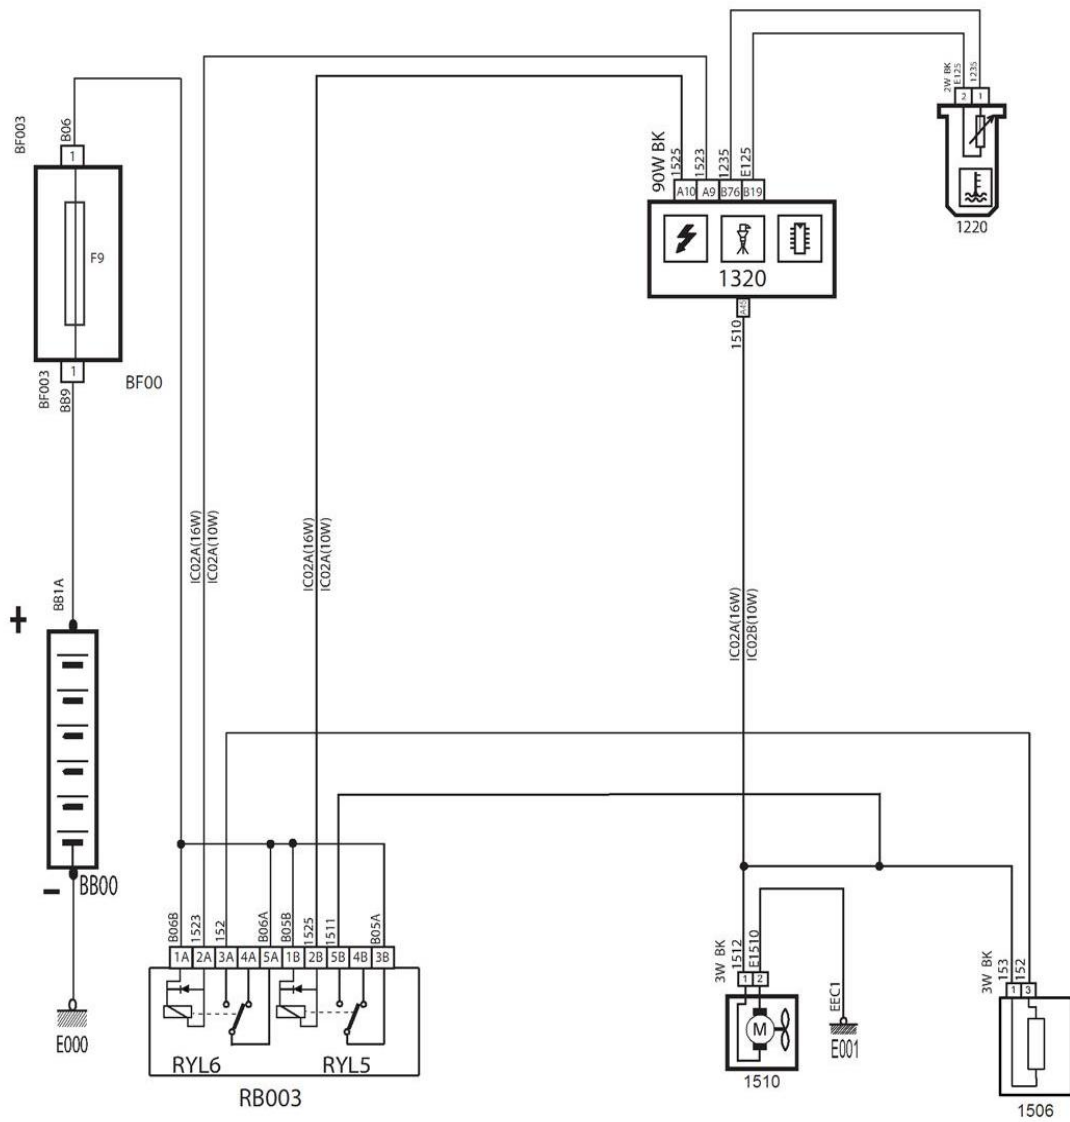 BF003
B06
1
F9
BF003
BB9
1
BF00
BB1A
+
-
BB00
E000
IC02A(16W)
IC02A(10W)
IC02A(16W)
IC02A(10W)
90W BK
1525
1523
1235
E125
A10
A9
B76
B19
1320
A45
1510
IC02A(16W)
IC02B(10W)
2W BK
E125
1235
2
1
1220
B06B
1523
152
B06A
B05B
1525
1511
B05A
1A
2A
3A
4A
5A
1B
2B
5B
4B
3B
RYL6
RYL5
RB003
3W BK
1512
E1510
1
2
M
1510
EEC1
E001
3W BK
153
152
1
3
1506